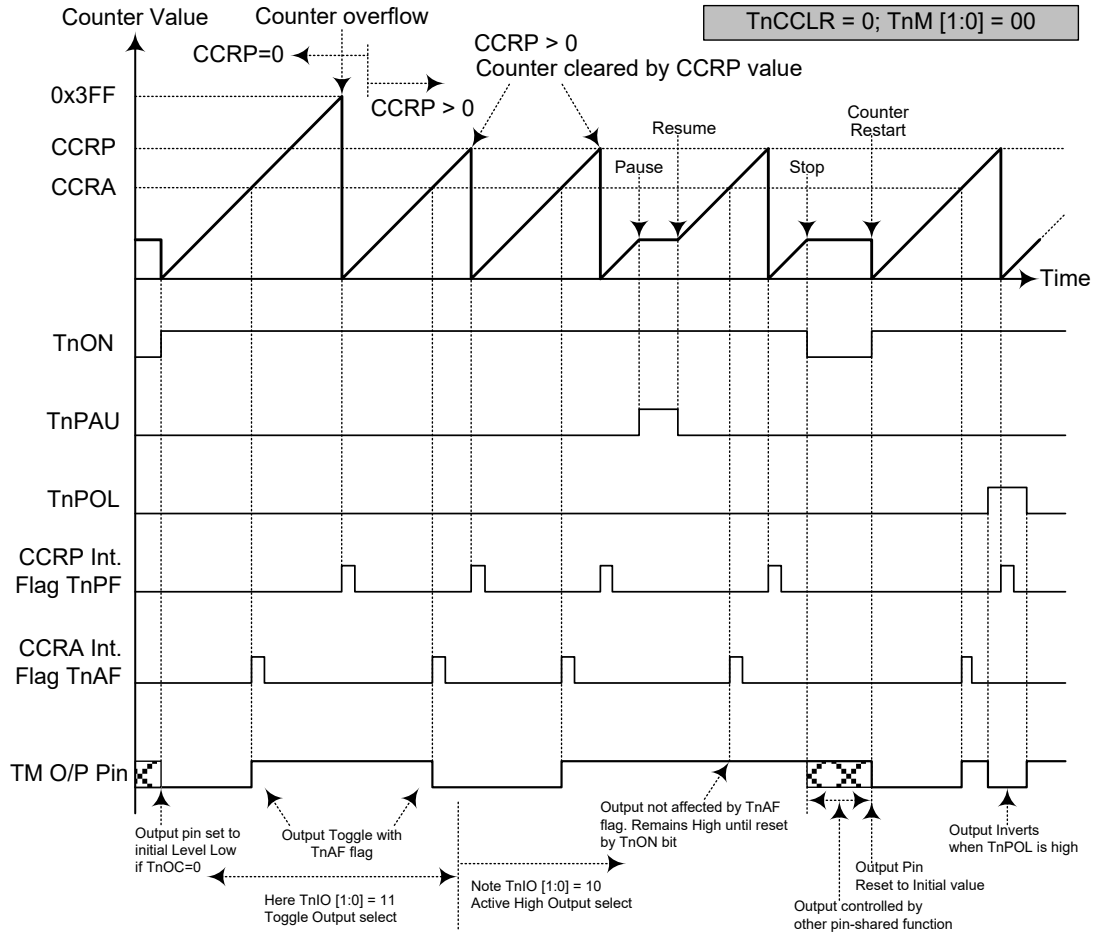 Counter Value
Counter overflow
TnCCLR = 0; TnM [1:0] = 00
CCRP=0
CCRP > 0
CCRP > 0
Counter cleared by CCRP value
0x3FF
CCRP
CCRA
Pause
Resume
Stop
Counter
Restart
Time
TnON
TnPAU
TnPOL
CCRP Int.
Flag TnPF
CCRA Int.
Flag TnAF
TM O/P Pin
Output pin set to
initial Level Low
if TnOC=0
Output Toggle with
TnAF flag
Here TnIO [1:0] = 11
Toggle Output select
Note TnIO [1:0] = 10
Active High Output select
Output not affected by TnAF
flag. Remains High until reset
by TnON bit
Output controlled by
other pin-shared function
Output Pin
Reset to Initial value
Output Inverts
when TnPOL is high